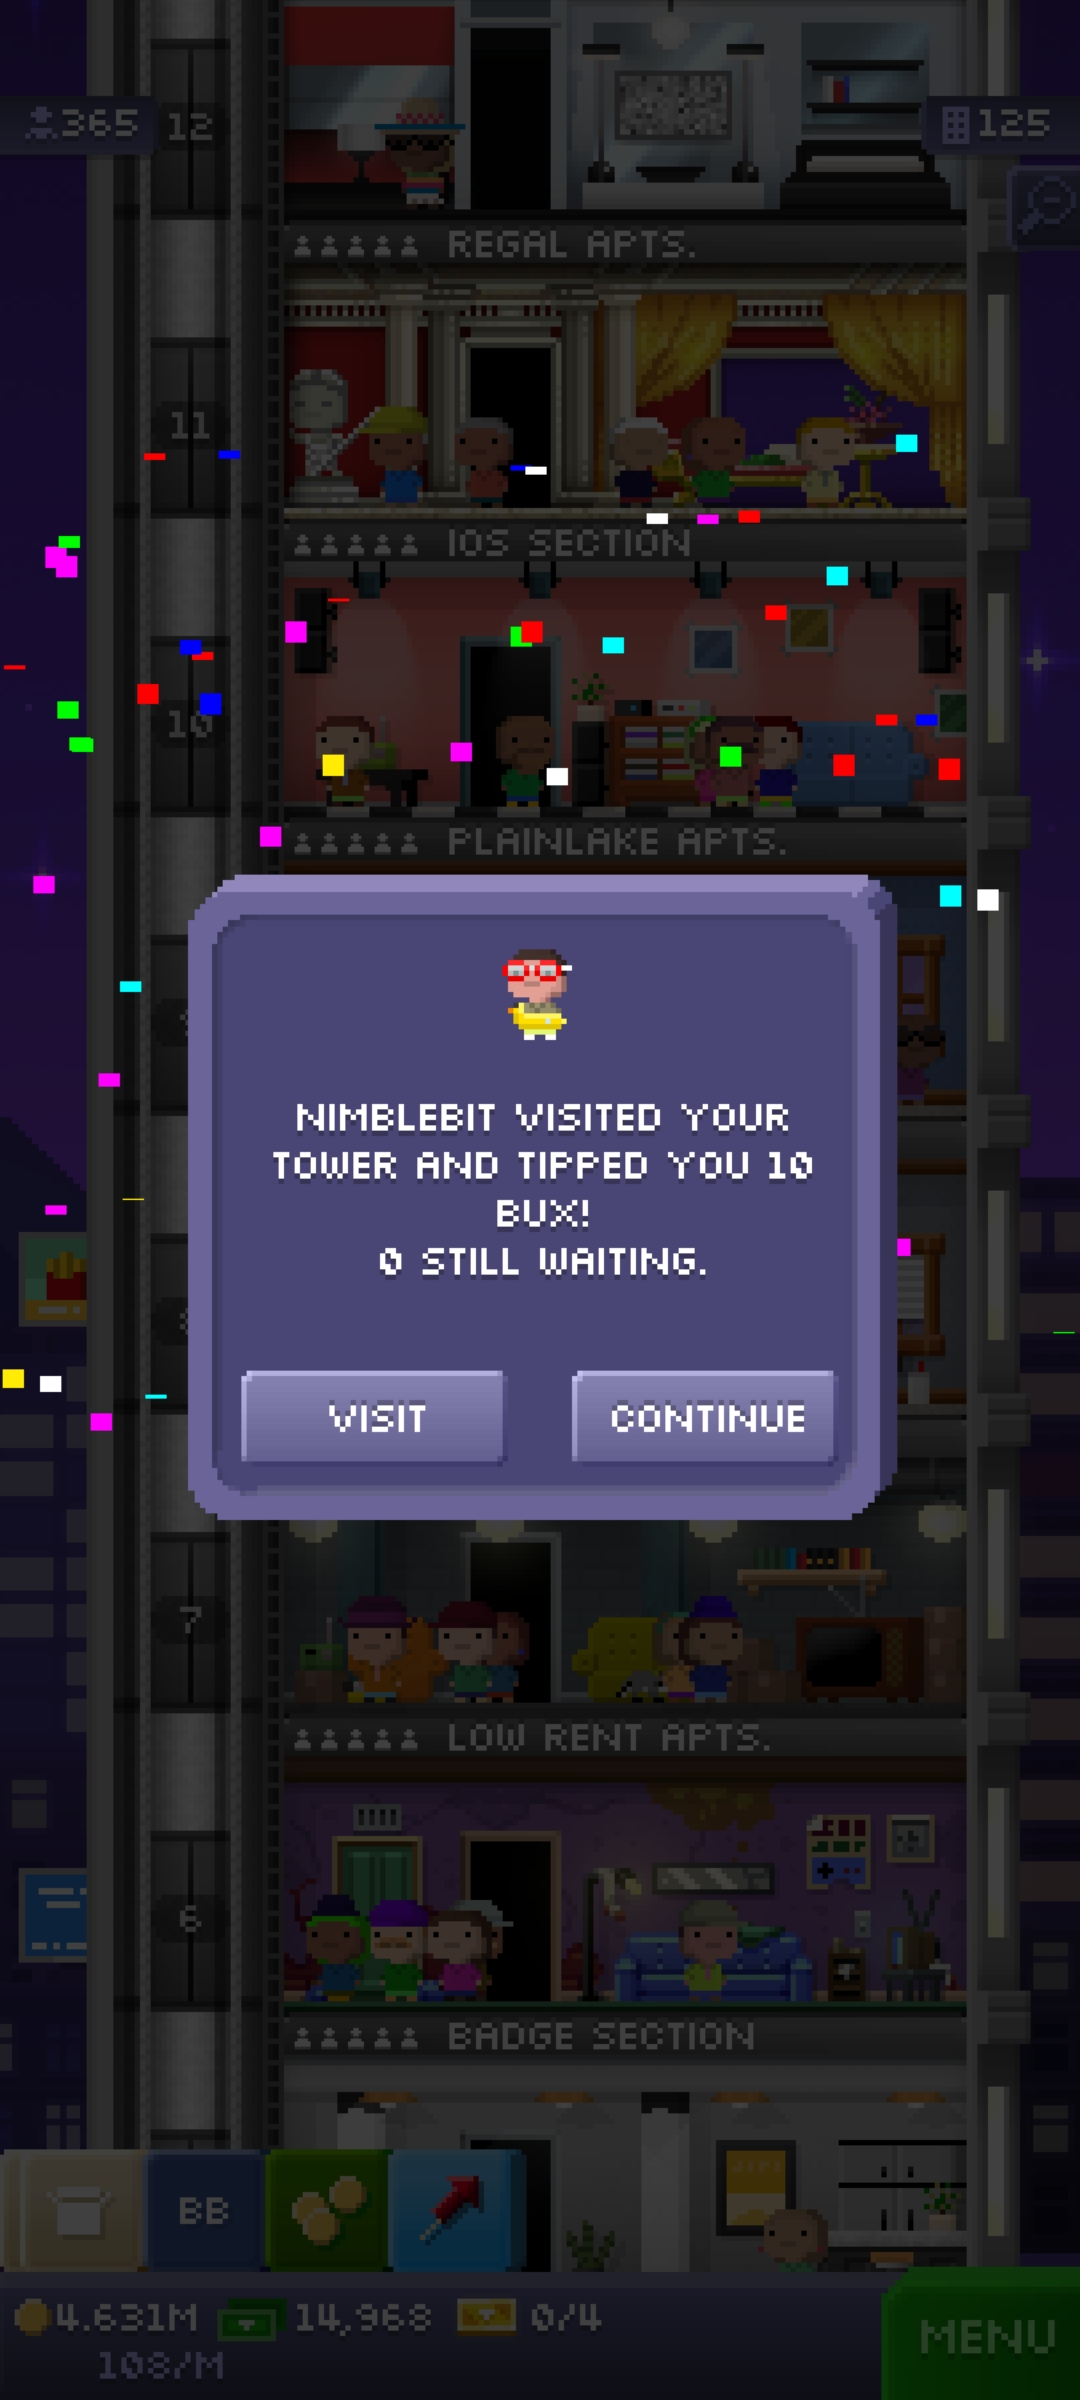 365
12
125
REGAL APTS.
11
IOS SECTION
10
PLAINLAKE APTS.
NIMBLEBIT VISITED YOUR
TOWER AND TIPPED YOU 10
BUX!
0 STILL WAITING.
VISIT
CONTINUE
7
LOW RENT APTS.
6
BADGE SECTION
BB
4.631M
14,968
0/4
MENU
108/M